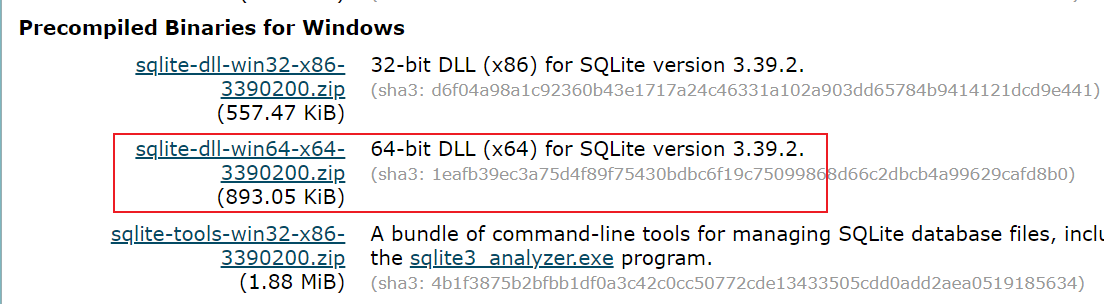 Precompiled Binaries for Windows
sqlite-dll-win32-x86- 32-bit DLL (x86) for SQLite version 3.39.2.
3390200.zip (sha3: d6f04a98a1c92360b43e1717a24c46331a102a903dd65784b9414121dcd9e441)
(557.47 KiB)
sqlite-dll-win64-x64- 64-bit DLL (x64) for SQLite version 3.39.2.
3390200.zip (sha3: 1eafb39ec3a75d4f89f75430bdbc6f19c75099868d66c2dbcb4a99629cafd8b0)
(893.05 KiB)
sqlite-tools-win32-x86- A bundle of command-line tools for managing SQLite database files, inclu
3390200.zip the sqlite3_analyzer.exe program.
(1.88 MiB) (sha3: 4b1f3875b2bfbb1df0a3c42c0cc50772cde13433505cdd0add2aea0519185634)